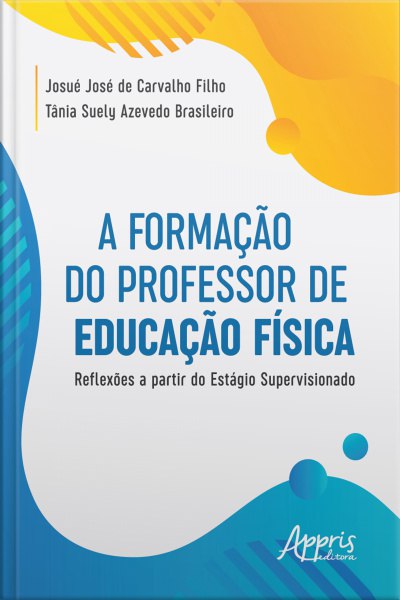 Josué José de Carvalho Filho
Tânia Suely Azevedo Brasileiro
A FORMAÇÃO
DO PROFESSOR DE
EDUCAÇÃO FÍSICA
Reflexões a partir do Estágio Supervisionado
Appris
editora